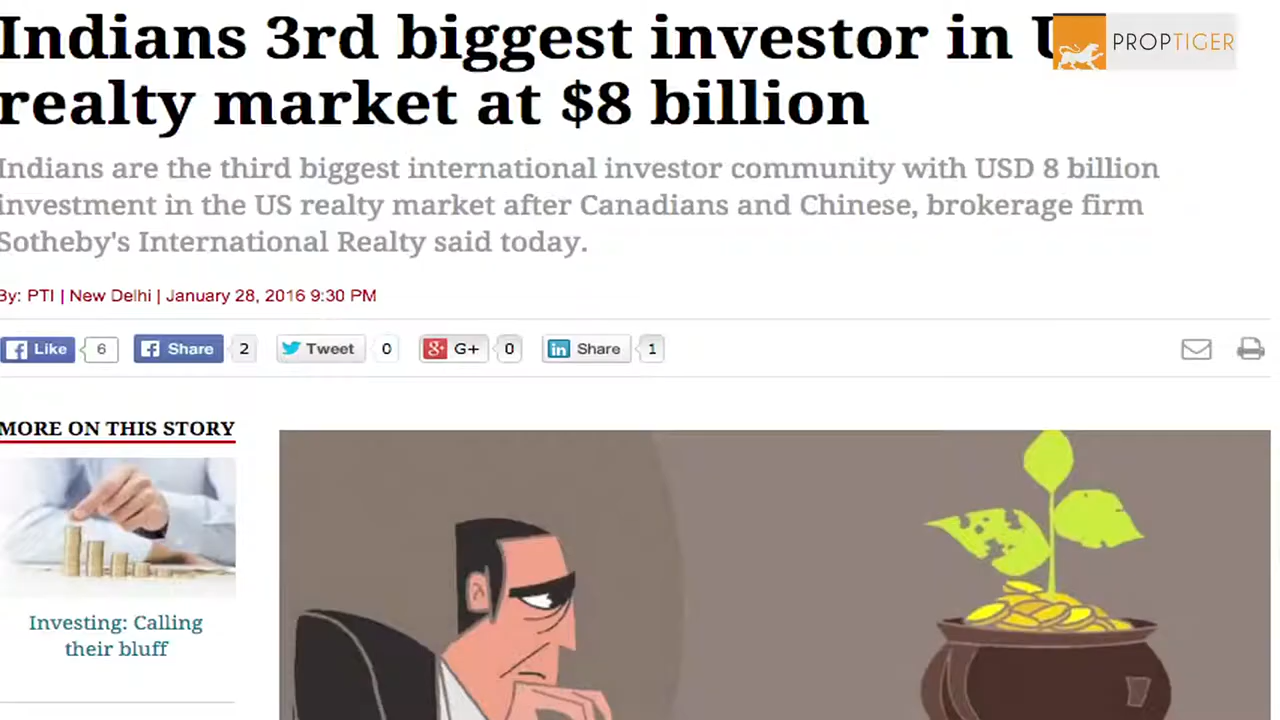 Indians 3rd biggest investor in U
PROPTIGER
realty market at $8 billion
Indians are the third biggest international investor community with USD 8 billion
investment in the US realty market after Canadians and Chinese, brokerage firm
Sotheby's International Realty said today.
By: PTI | New Delhi | January 28, 2016 9:30 PM
Like 6 Share 2 Tweet 0 G+ 0 in Share 1
MORE ON THIS STORY
Investing: Calling
their bluff